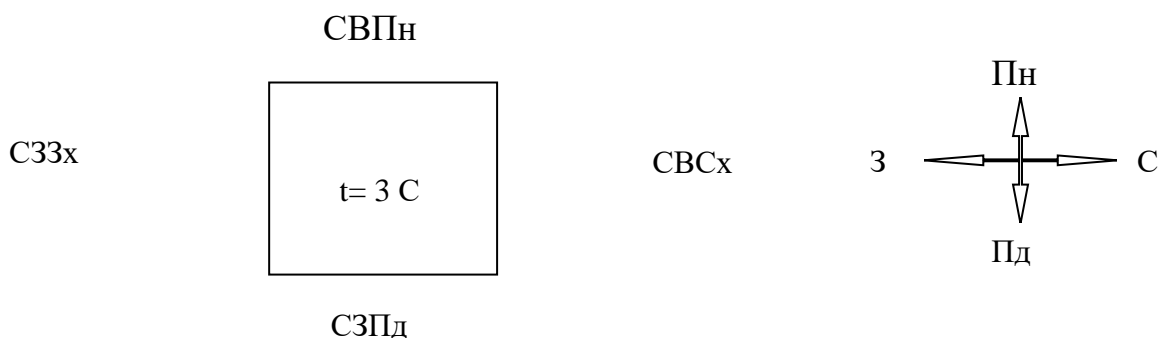 СВПн
СЗЗх
t= 3 С
СВСх
СЗПд
Пн
З
С
Пд